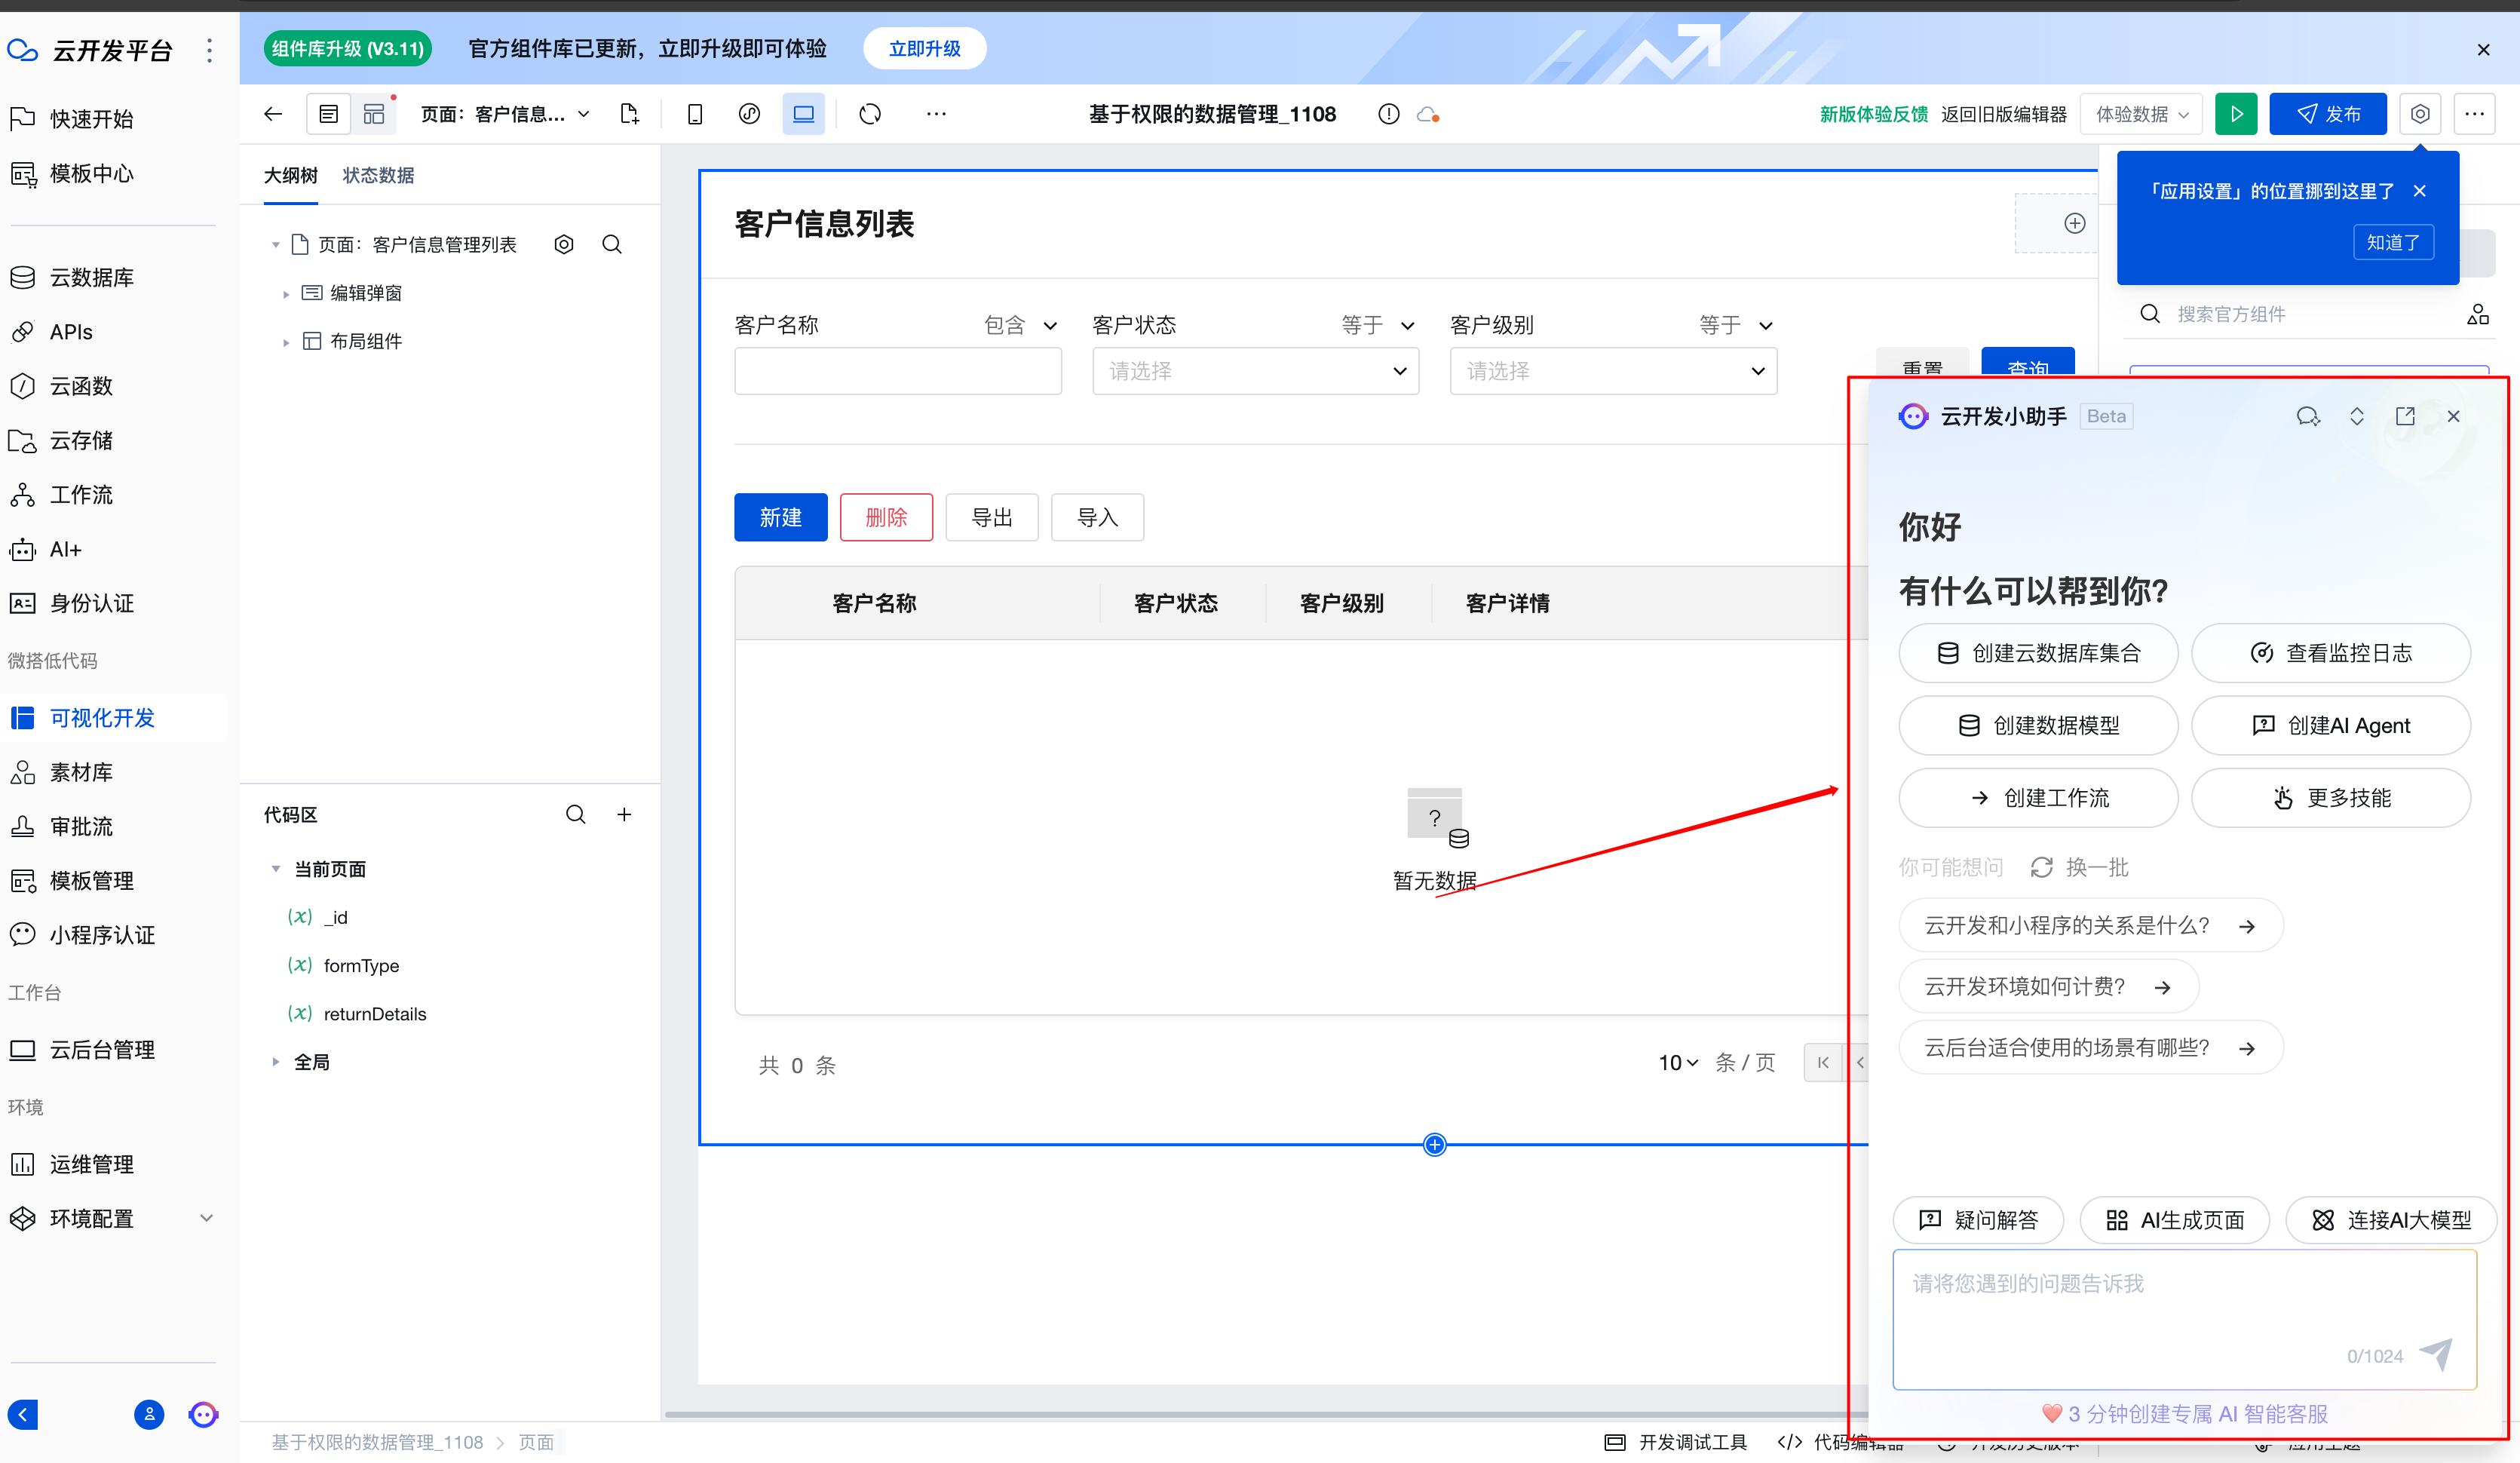 云开发平台
快速开始
模板中心
云数据库
APIs
云函数
云存储
工作流
AI+
身份认证
微搭低代码
可视化开发
素材库
审批流
模板管理
小程序认证
工作台
云后台管理
环境
运维管理
环境配置
组件库升级 (V3.11) 官方组件库已更新，立即升级即可体验 立即升级
页面：客户信息... 基于权限的数据管理_1108 新版体验反馈 返回旧版编辑器 体验数据 发布
「应用设置」的位置挪到这里了
知道了
搜索官方组件
大纲树 状态数据
页面：客户信息管理列表
编辑弹窗
布局组件
代码区
当前页面
(x) _id
(x) formType
(x) returnDetails
全局
客户信息列表
客户名称 包含 客户状态 等于 客户级别 等于
请选择 请选择 重置 查询
新建 删除 导出 导入
客户名称 客户状态 客户级别 客户详情
?
暂无数据
共 0 条 10 条 / 页
云开发小助手 Beta
你好
有什么可以帮到你？
创建云数据库集合 查看监控日志
创建数据模型 创建AI Agent
创建工作流 更多技能
你可能想问 换一批
云开发和小程序的关系是什么？
云开发环境如何计费？
云后台适合使用的场景有哪些？
疑问解答 AI生成页面 连接AI大模型
请将您遇到的问题告诉我
0/1024
3 分钟创建专属 AI 智能客服
基于权限的数据管理_1108 > 页面 开发调试工具 </> 代码编辑器 开发历史版本 应用主题